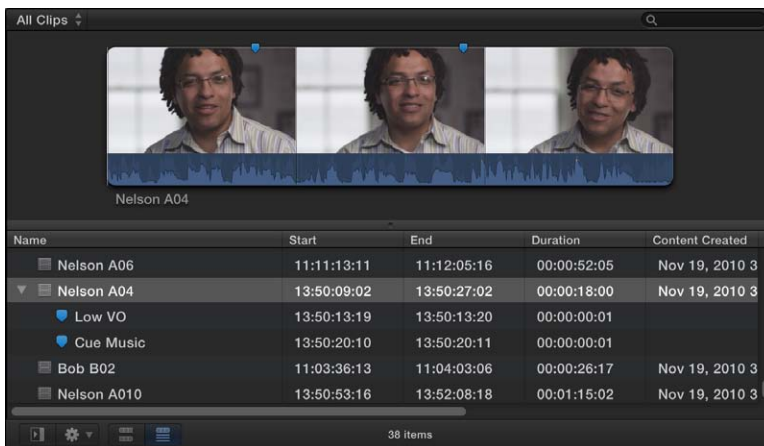 All Clips
Nelson A04
Name Start End Duration Content Created
Nelson A06 11:11:13:11 11:12:05:16 00:00:52:05 Nov 19, 2010 3
Nelson A04 13:50:09:02 13:50:27:02 00:00:18:00 Nov 19, 2010 3
Low VO 13:50:13:19 13:50:13:20 00:00:00:01
Cue Music 13:50:20:10 13:50:20:11 00:00:00:01
Bob B02 11:03:36:13 11:04:03:06 00:00:26:17 Nov 19, 2010 3
Nelson A010 13:50:53:16 13:52:08:18 00:01:15:02 Nov 19, 2010 3
38 items